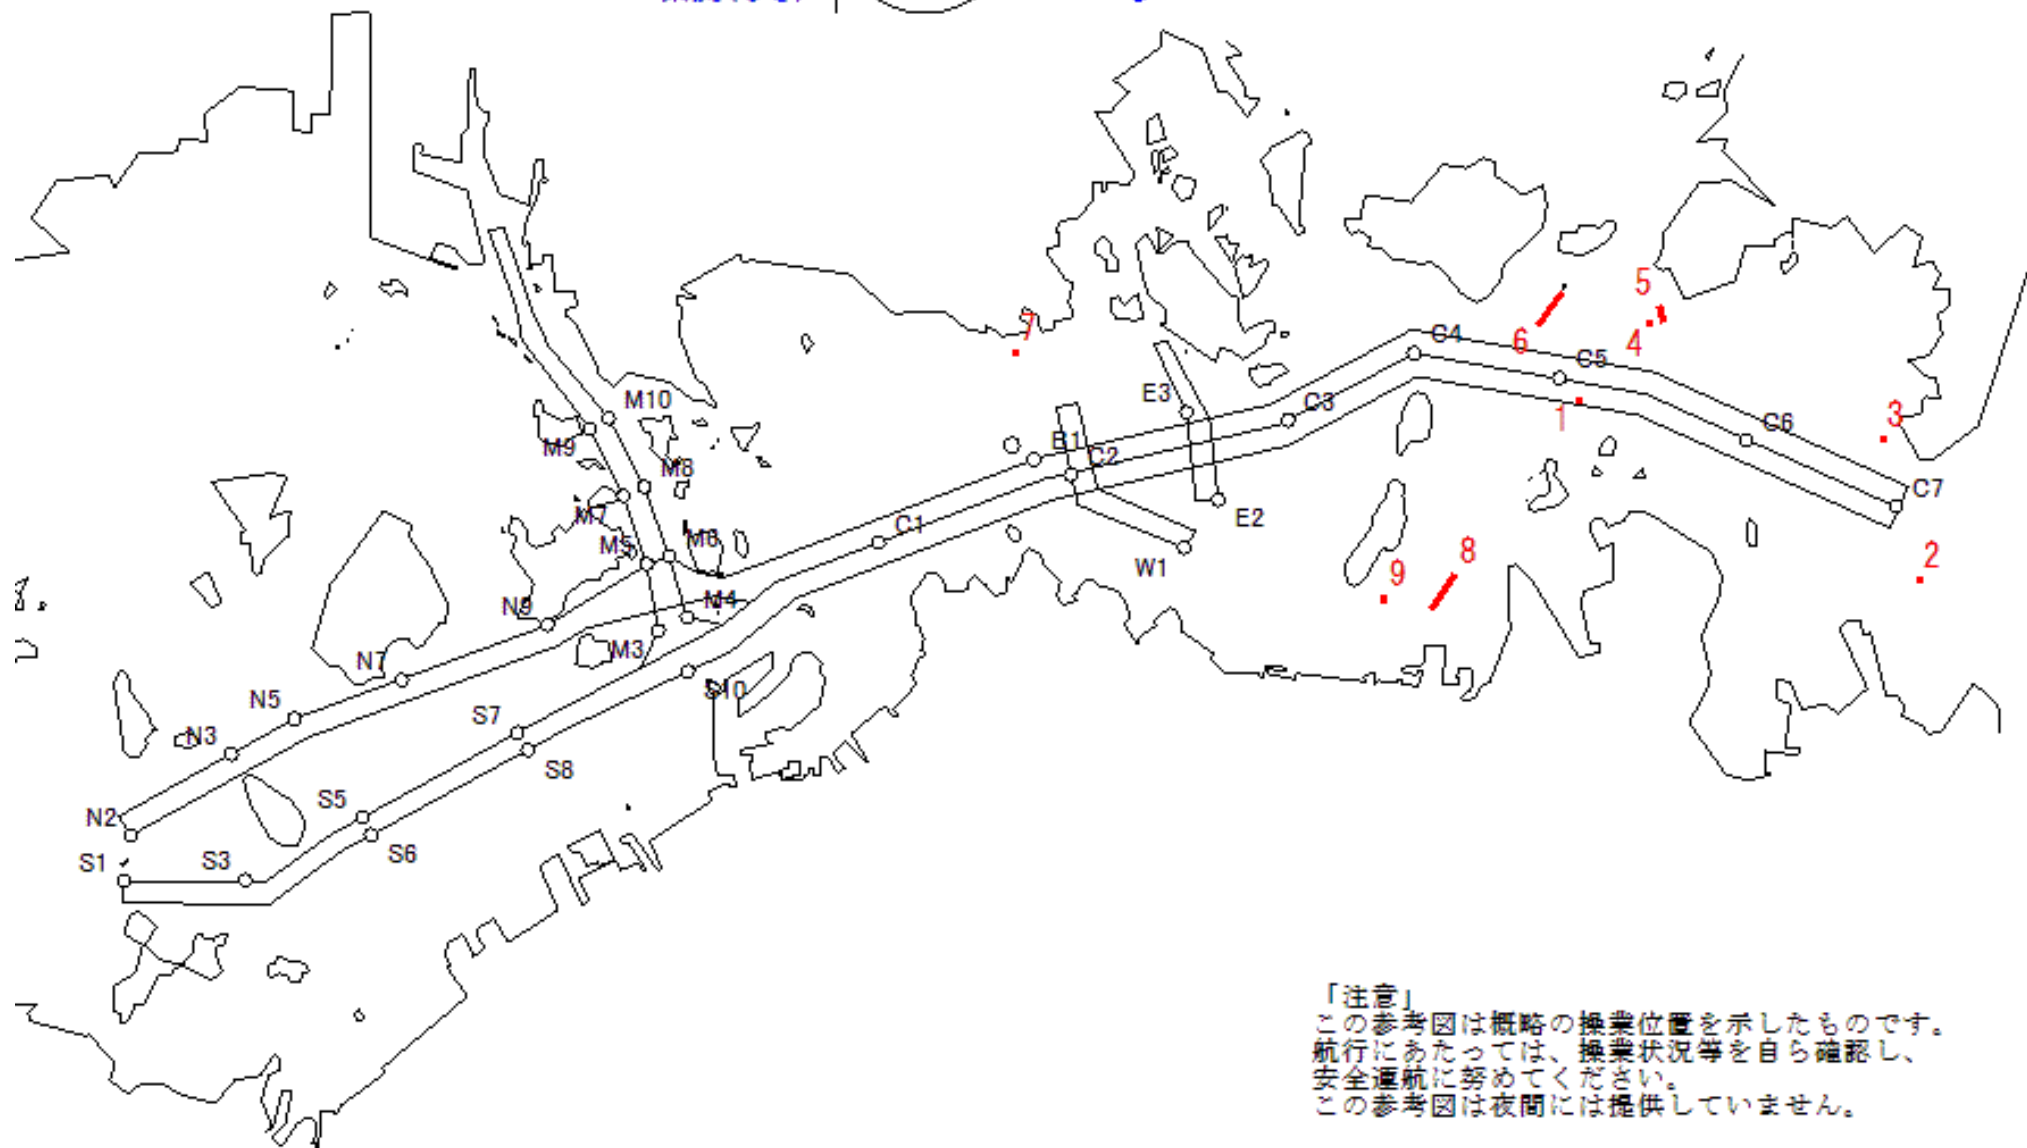 7
5
6
4
C4
C5
1
C6
3
C7
2
C3
E3
B1
C2
E2
W1
C1
8
9
M10
M9
M8
M7
M6
M5
M4
M3
N9
N7
N5
N3
N2
S1
S3
S5
S6
S7
S8
S10
「注意」
この参考図は概略の操業位置を示したものです。
航行にあたっては、操業状況等を自ら確認し、
安全運航に努めてください。
この参考図は夜間には提供していません。